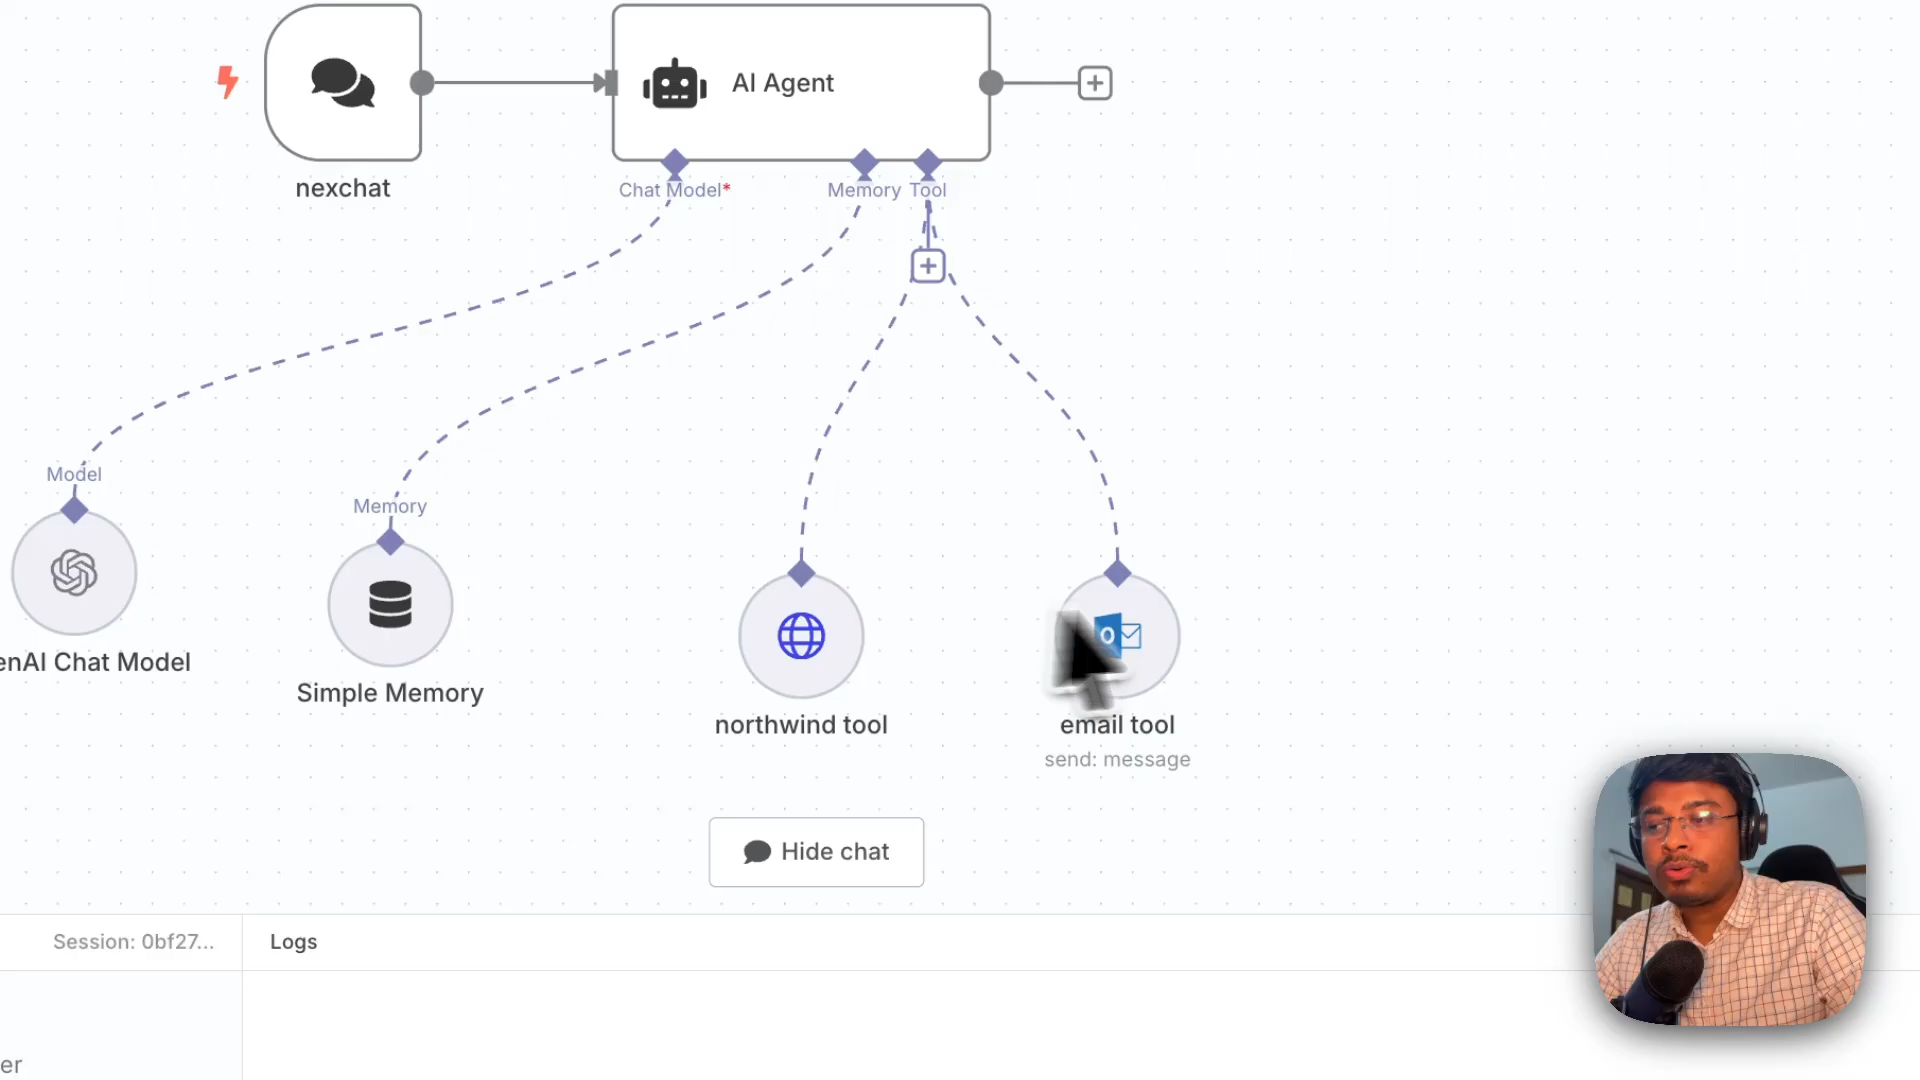 AI Agent
nexchat
Chat Model*
Memory
Tool
Model
Memory
enAI Chat Model
Simple Memory
northwind tool
email tool
send: message
Hide chat
Session: 0bf27...
Logs
er